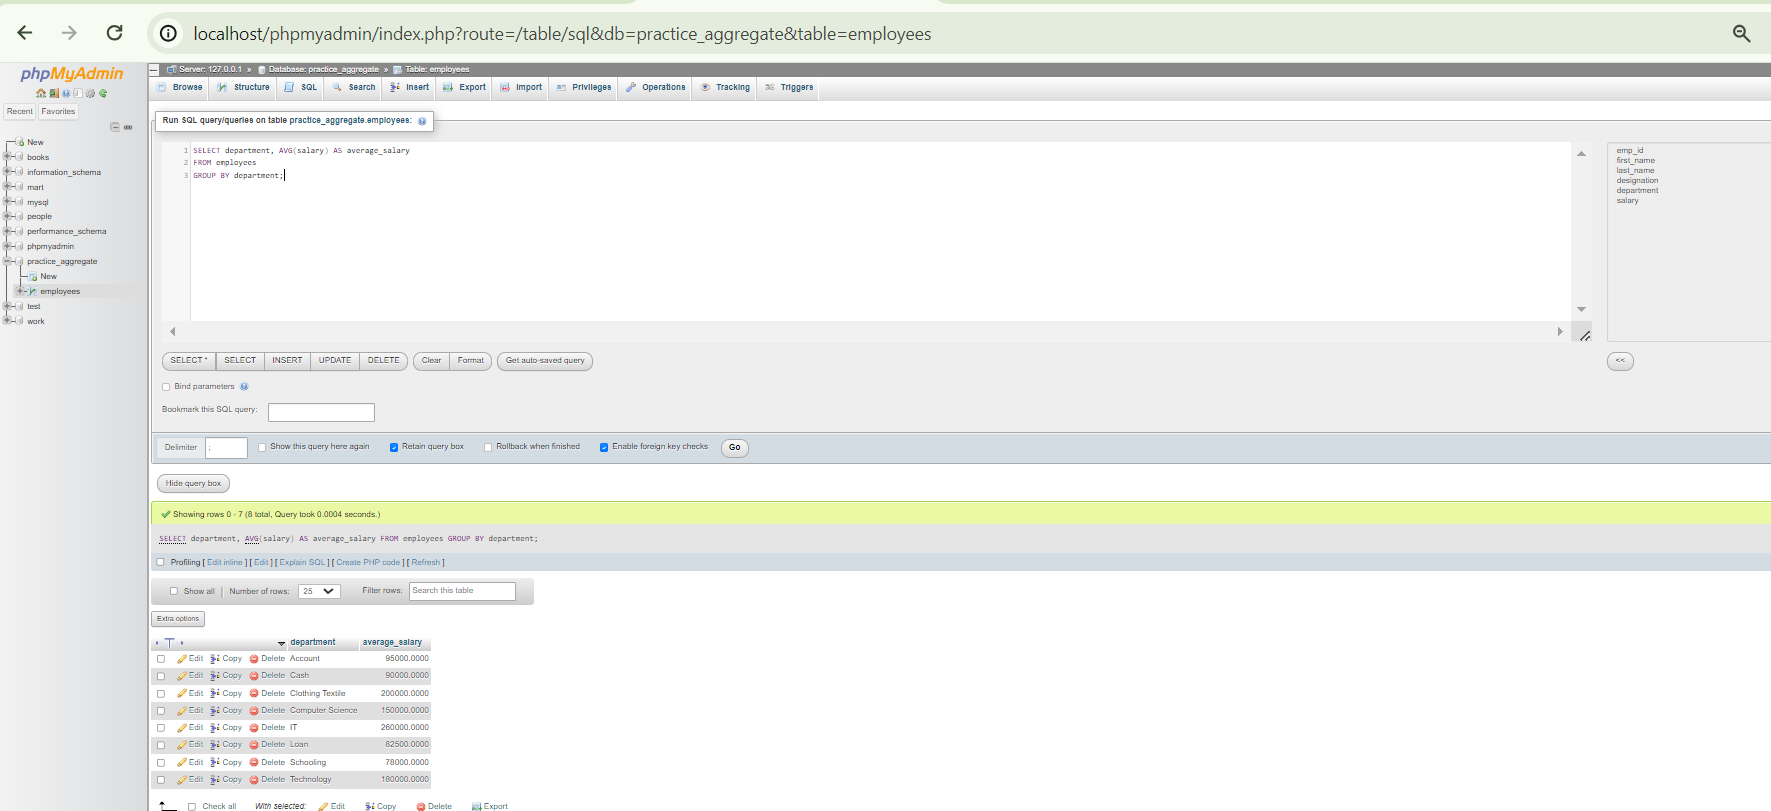 localhost/phpmyadmin/index.php?route=/table/sql&db=practice_aggregate&table=employees
phpMyAdmin
Recent Favorites
New
books
information_schema
mart
mysql
people
performance_schema
phpmyadmin
practice_aggregate
New
employees
test
work
Server: 127.0.0.1 » Database: practice_aggregate » Table: employees
Browse Structure SQL Search Insert Export Import Privileges Operations Tracking Triggers
Run SQL query/queries on table practice_aggregate.employees:
1 SELECT department, AVG(salary) AS average_salary
2 FROM employees
3 GROUP BY department;
emp_id
first_name
last_name
designation
department
salary
SELECT * SELECT INSERT UPDATE DELETE Clear Format Get auto-saved query <<
Bind parameters
Bookmark this SQL query:
Delimiter ; Show this query here again Retain query box Rollback when finished Enable foreign key checks Go
Hide query box
Showing rows 0 - 7 (8 total, Query took 0.0004 seconds.)
SELECT department, AVG(salary) AS average_salary FROM employees GROUP BY department;
Profiling [ Edit inline ] [ Edit ] [ Explain SQL ] [ Create PHP code ] [ Refresh ]
Show all | Number of rows: 25 Filter rows: Search this table
Extra options
department average_salary
Edit Copy Delete Account 95000.0000
Edit Copy Delete Cash 90000.0000
Edit Copy Delete Clothing Textile 200000.0000
Edit Copy Delete Computer Science 150000.0000
Edit Copy Delete IT 260000.0000
Edit Copy Delete Loan 82500.0000
Edit Copy Delete Schooling 78000.0000
Edit Copy Delete Technology 180000.0000
Check all With selected: Edit Copy Delete Export